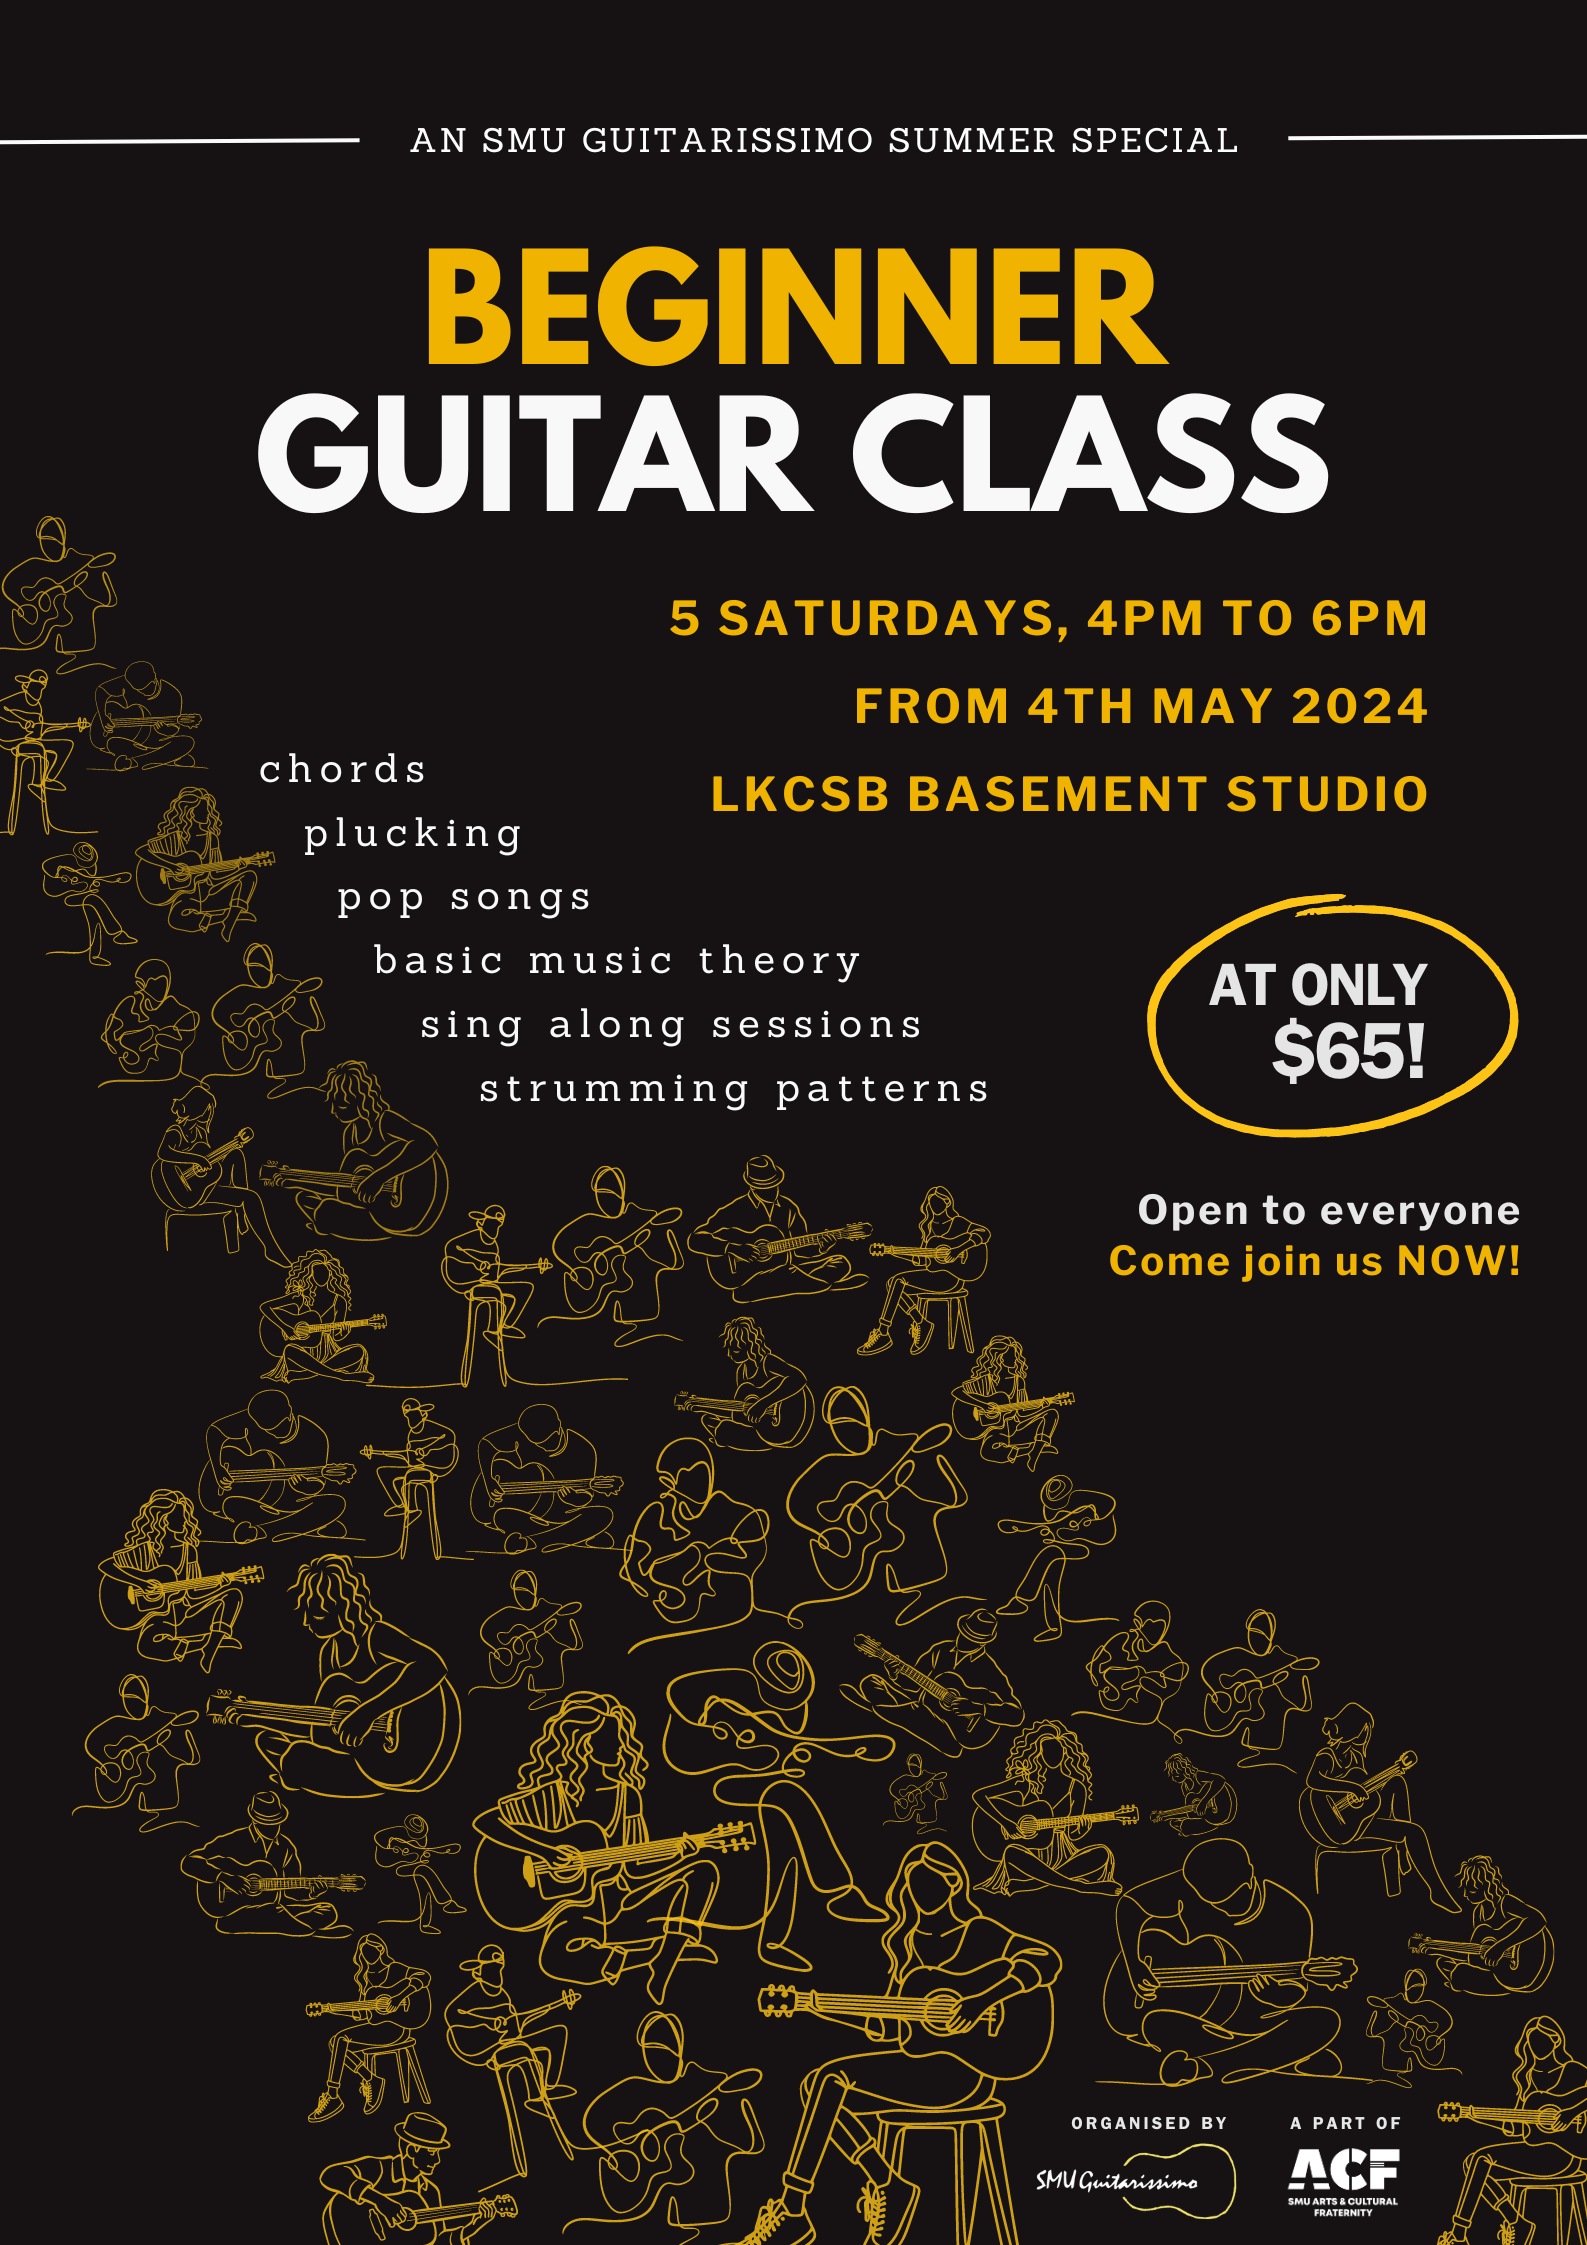 AN SMU GUITARISSIMO SUMMER SPECIAL
BEGINNER
GUITAR CLASS
5 SATURDAYS, 4PM TO 6PM
FROM 4TH MAY 2024
LKCSB BASEMENT STUDIO
chords
plucking
pop songs
basic music theory
sing along sessions
strumming patterns
AT ONLY
$65!
Open to everyone
Come join us NOW!
ORGANISED BY
SMU Guitarissimo
A PART OF
ACF
SMU ARTS & CULTURAL
FRATERNITY